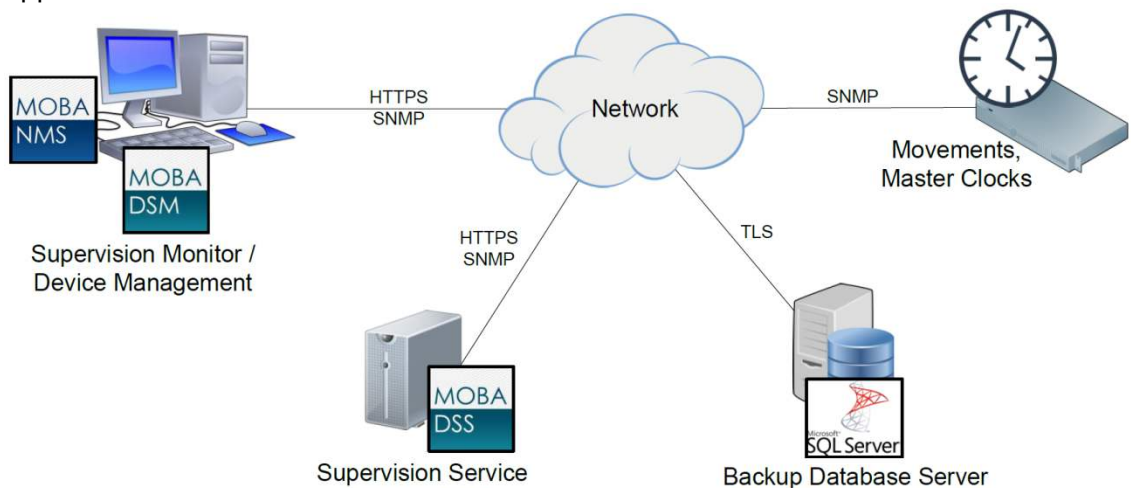 HTTPS
SNMP
Network
SNMP
MOBA
NMS
MOBA
DSM
Movements,
Master Clocks
Supervision Monitor /
Device Management
HTTPS
SNMP
TLS
MOBA
DSS
Microsoft
SQL Server
Supervision Service
Backup Database Server